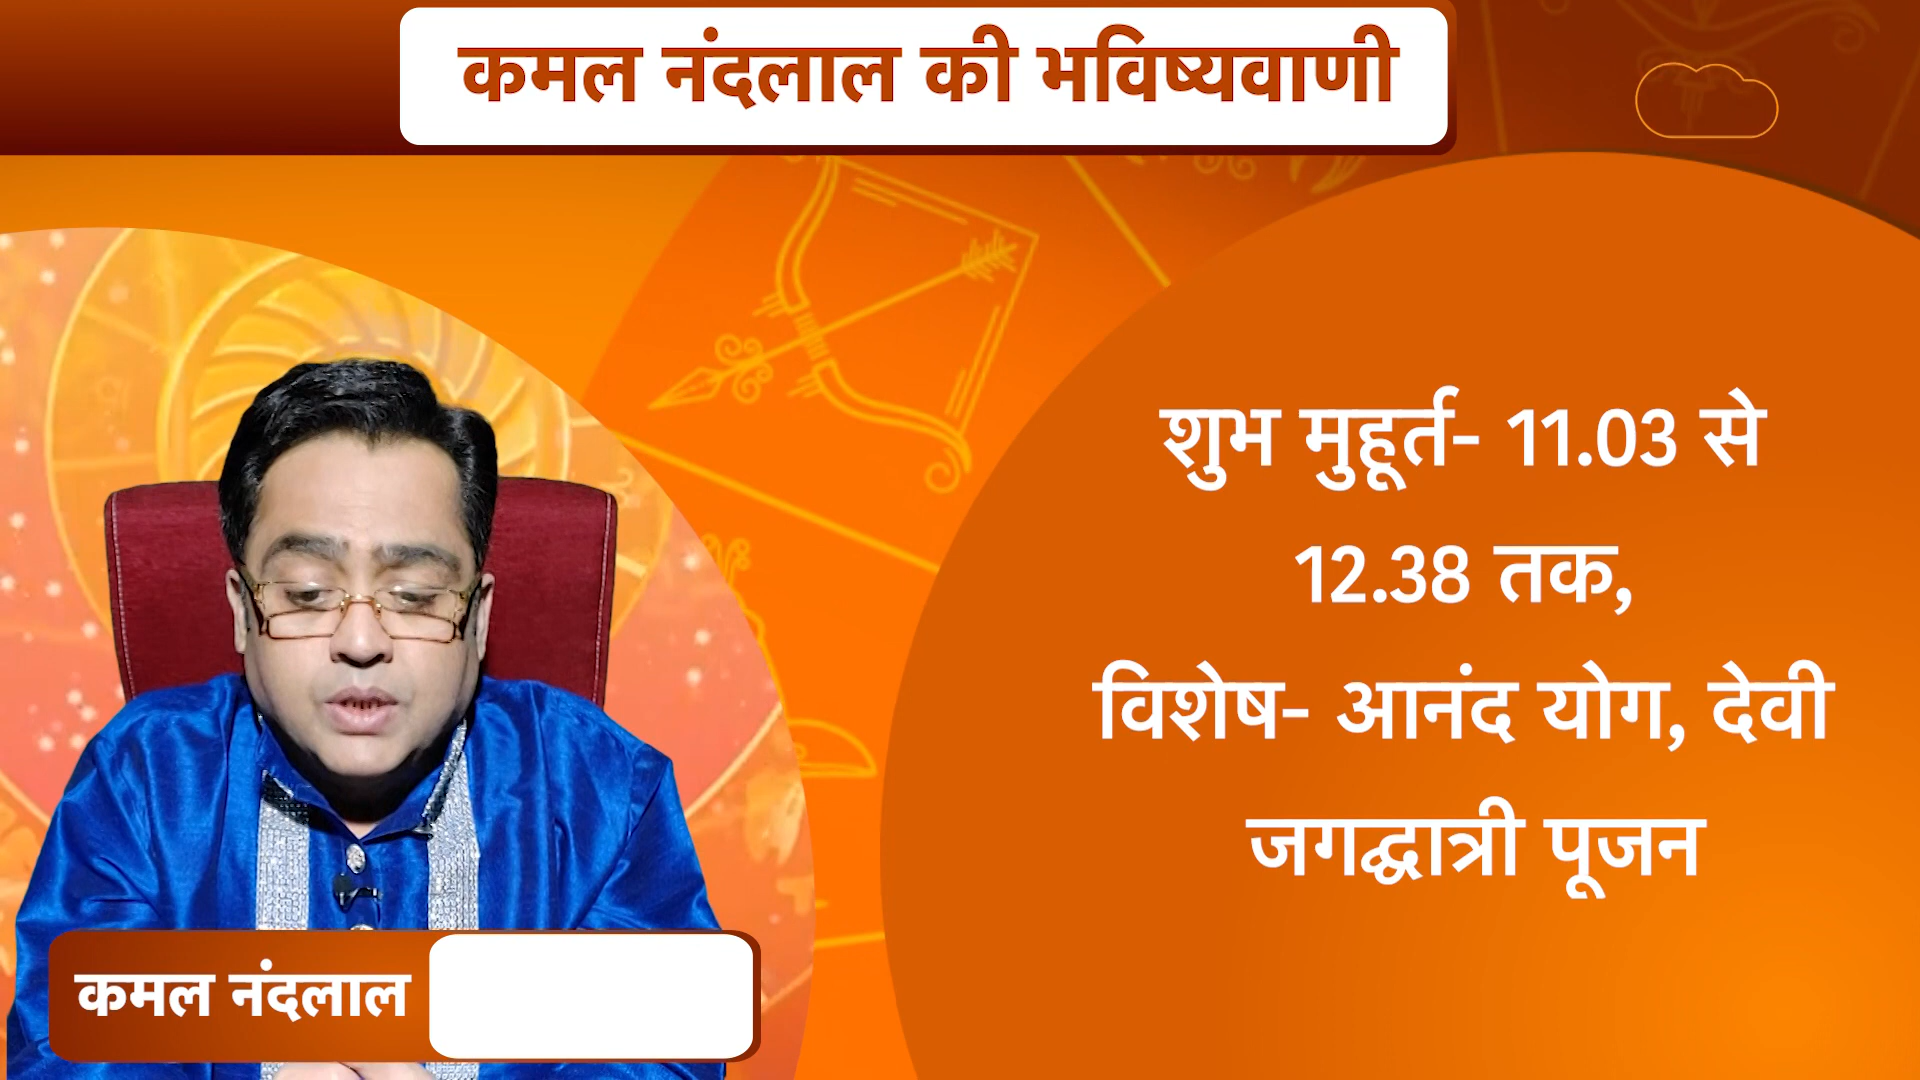 कमल नंदलाल की भविष्यवाणी
शुभ मुहूर्त- 11.03 से
12.38 तक,
विशेष- आनंद योग, देवी
जगद्धात्री पूजन
कमल नंदलाल